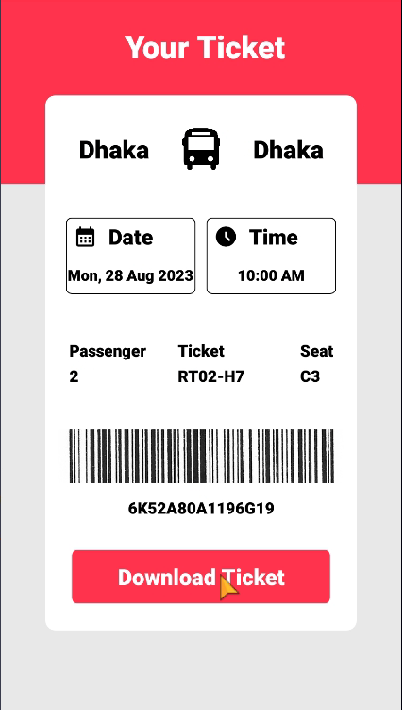 Your Ticket
Dhaka Dhaka
Date Time
Mon, 28 Aug 2023 10:00 AM
Passenger Ticket Seat
2 RT02-H7 C3
6K52A80A1196G19
Download Ticket